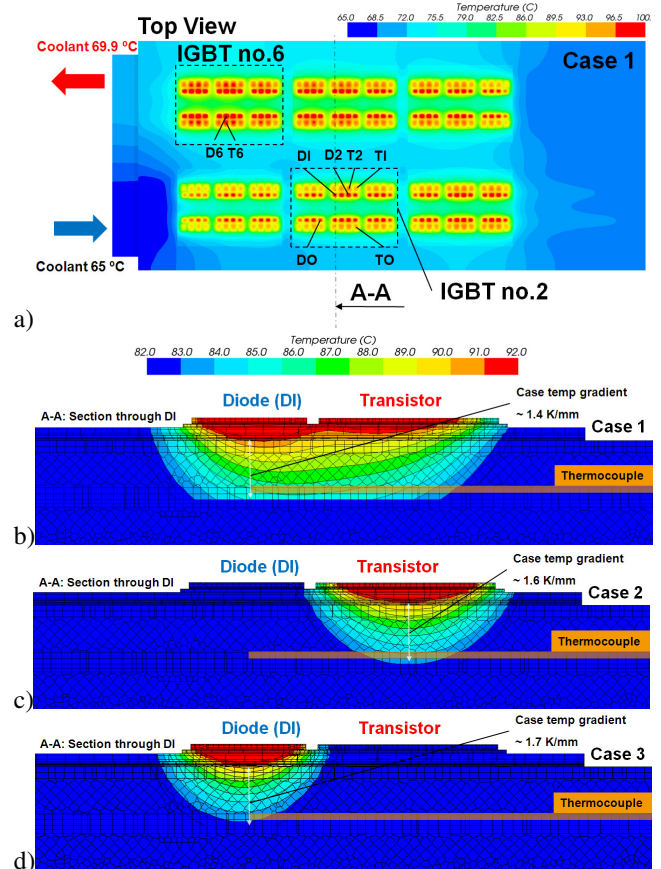 Top View
Temperature (C)
65.0 68.5 72.0 75.5 79.0 82.5 86.0 89.5 93.0 96.5 100.
Coolant 69.9 ºC
IGBT no.6
Case 1
D6 T6
DI D2 T2 TI
DO TO
Coolant 65 ºC
A-A
IGBT no.2
a)
Temperature (C)
82.0 83.0 84.0 85.0 86.0 87.0 88.0 89.0 90.0 91.0 92.0
Diode (DI) Transistor
Case temp gradient
~ 1.4 K/mm
A-A: Section through DI
Case 1
Thermocouple
b)
Diode (DI) Transistor
Case temp gradient
~ 1.6 K/mm
A-A: Section through DI
Case 2
Thermocouple
c)
Diode (DI) Transistor
Case temp gradient
~ 1.7 K/mm
A-A: Section through DI
Case 3
Thermocouple
d)